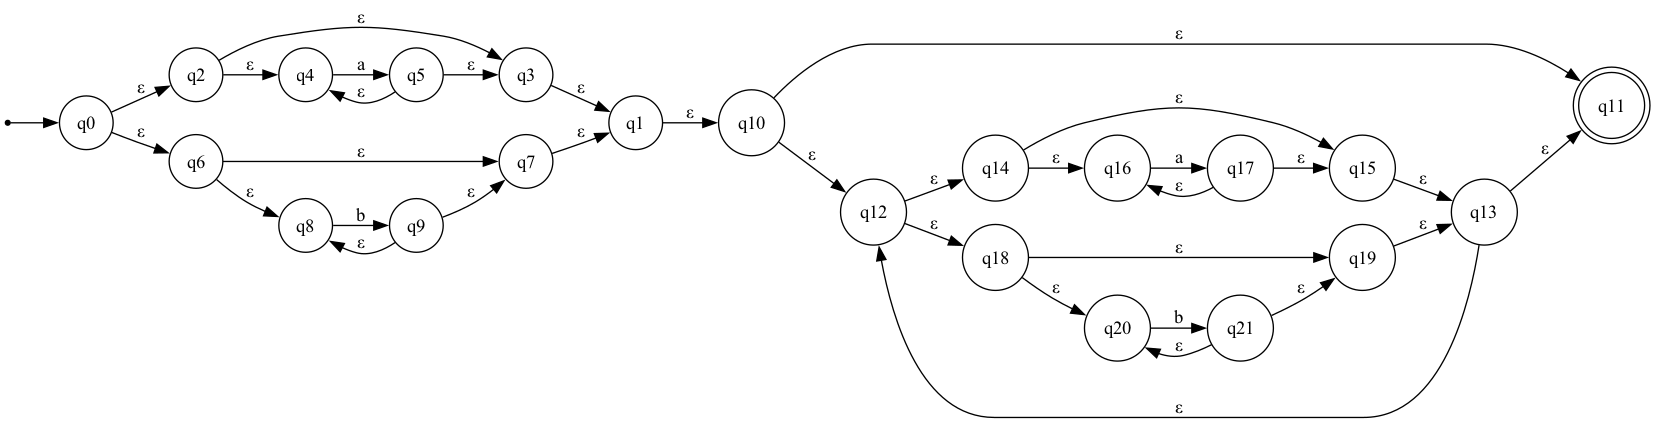 ε
ε
ε
q2
ε
q4
a
q5
ε
q3
ε
ε
ε
q11
q0
q1
ε
q10
ε
ε
q6
ε
q7
ε
ε
ε
q14
ε
q16
a
q17
ε
q15
ε
ε
ε
ε
q8
b
q9
ε
ε
q12
ε
q13
ε
ε
q18
ε
q19
ε
ε
q20
b
q21
ε
ε
ε